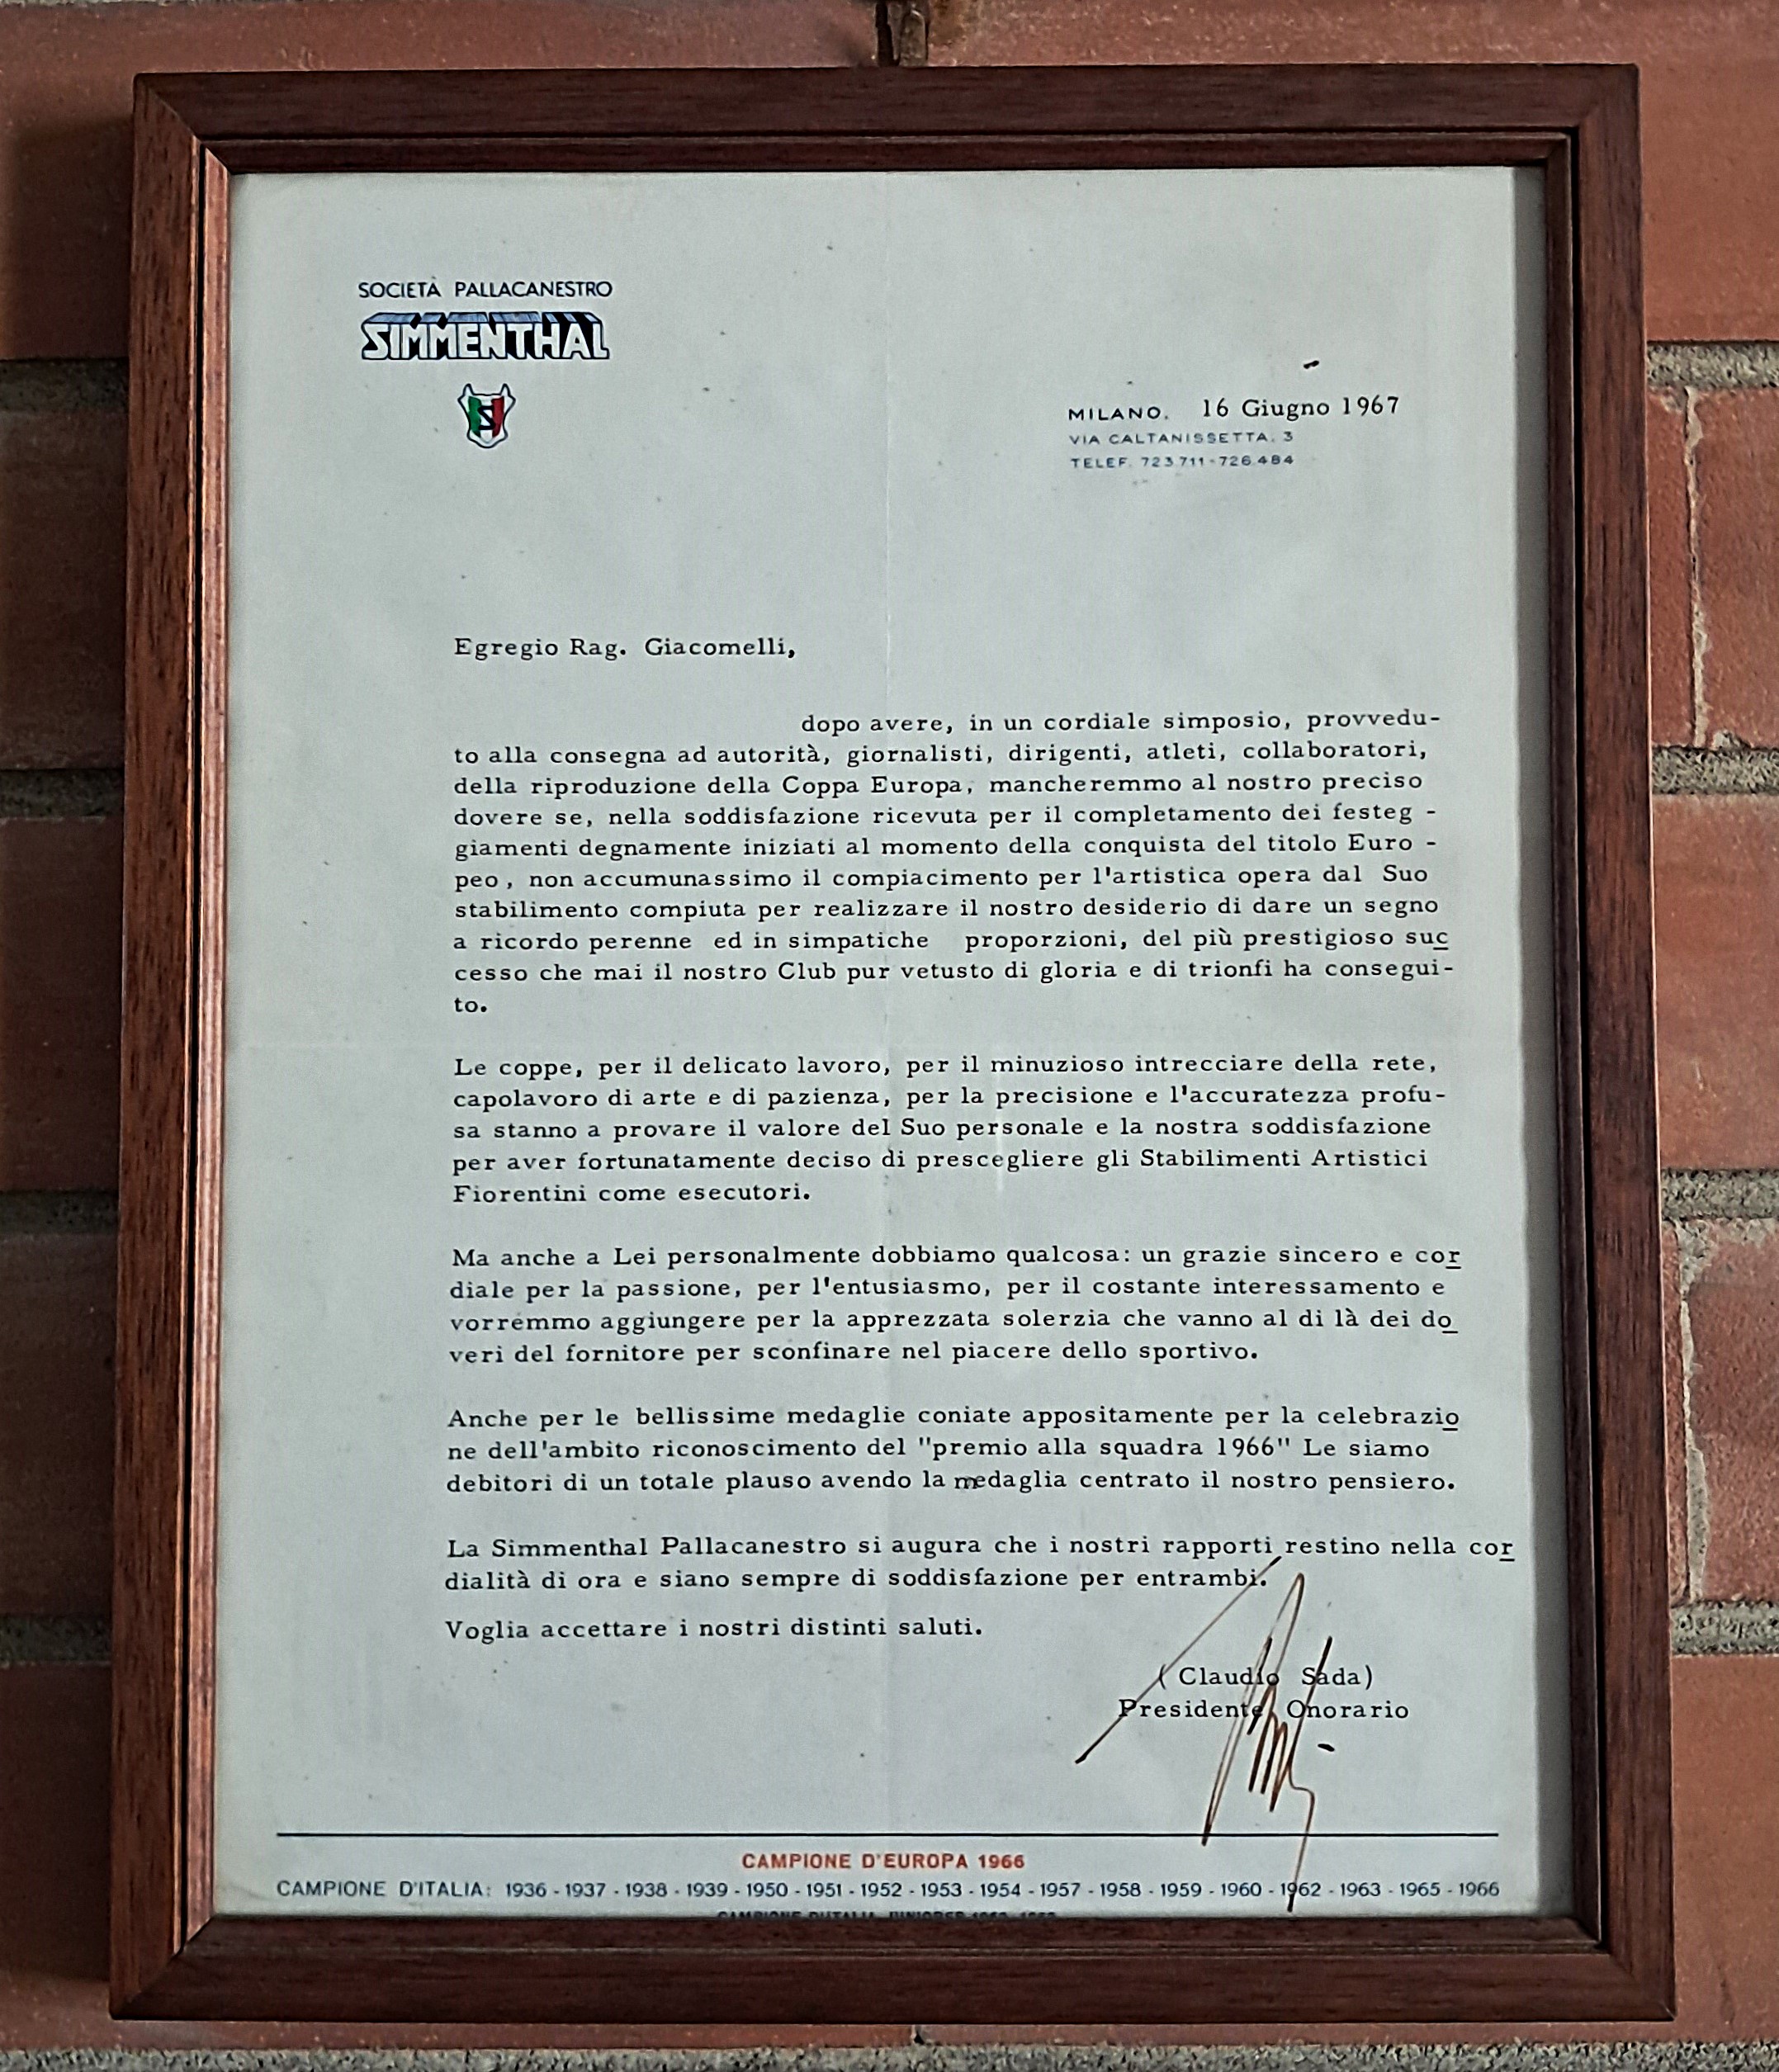 SOCIETÀ PALLACANESTRO
SIMMENTHAL
S
MILANO, 16 Giugno 1967
VIA CALTANISSETTA, 3
TELEF. 723.711-726.484
Egregio Rag. Giacomelli,
dopo avere, in un cordiale simposio, provvedu-
to alla consegna ad autorità, giornalisti, dirigenti, atleti, collaboratori,
della riproduzione della Coppa Europa, mancheremmo al nostro preciso
dovere se, nella soddisfazione ricevuta per il completamento dei festeg -
giamenti degnamente iniziati al momento della conquista del titolo Euro -
peo, non accumunassimo il compiacimento per l'artistica opera dal Suo
stabilimento compiuta per realizzare il nostro desiderio di dare un segno
a ricordo perenne ed in simpatiche proporzioni, del più prestigioso suc
cesso che mai il nostro Club pur vetusto di gloria e di trionfi ha consegui-
to.
Le coppe, per il delicato lavoro, per il minuzioso intrecciare della rete,
capolavoro di arte e di pazienza, per la precisione e l'accuratezza profu-
sa stanno a provare il valore del Suo personale e la nostra soddisfazione
per aver fortunatamente deciso di prescegliere gli Stabilimenti Artistici
Fiorentini come esecutori.
Ma anche a Lei personalmente dobbiamo qualcosa: un grazie sincero e cor
diale per la passione, per l'entusiasmo, per il costante interessamento e
vorremmo aggiungere per la apprezzata solerzia che vanno al di là dei do
veri del fornitore per sconfinare nel piacere dello sportivo.
Anche per le bellissime medaglie coniate appositamente per la celebrazio
ne dell'ambito riconoscimento del "premio alla squadra 1966" Le siamo
debitori di un totale plauso avendo la medaglia centrato il nostro pensiero.
La Simmenthal Pallacanestro si augura che i nostri rapporti restino nella cor
dialità di ora e siano sempre di soddisfazione per entrambi.
Voglia accettare i nostri distinti saluti.
(Claudio Sada)
Presidente Onorario
CAMPIONE D'EUROPA 1966
CAMPIONE D'ITALIA: 1936 - 1937 - 1938 - 1939 - 1950 - 1951 - 1952 - 1953 - 1954 - 1957 - 1958 - 1959 - 1960 - 1962 - 1963 - 1965 - 1966
CAMPIONE D'ITALIA JUNIORES